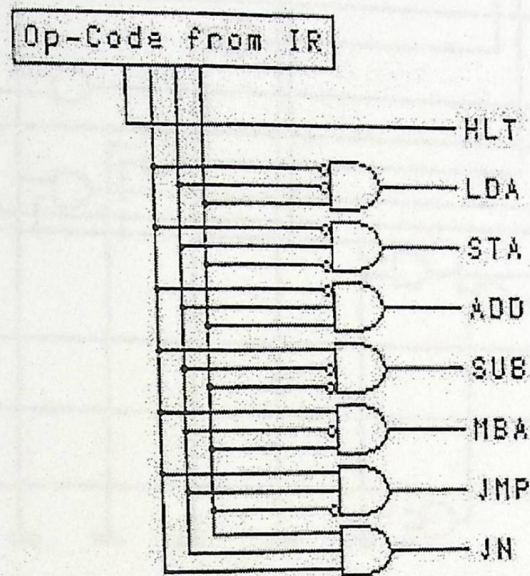 Op-Code from IR
HLT
LDA
STA
ADD
SUB
MBA
JMP
JN